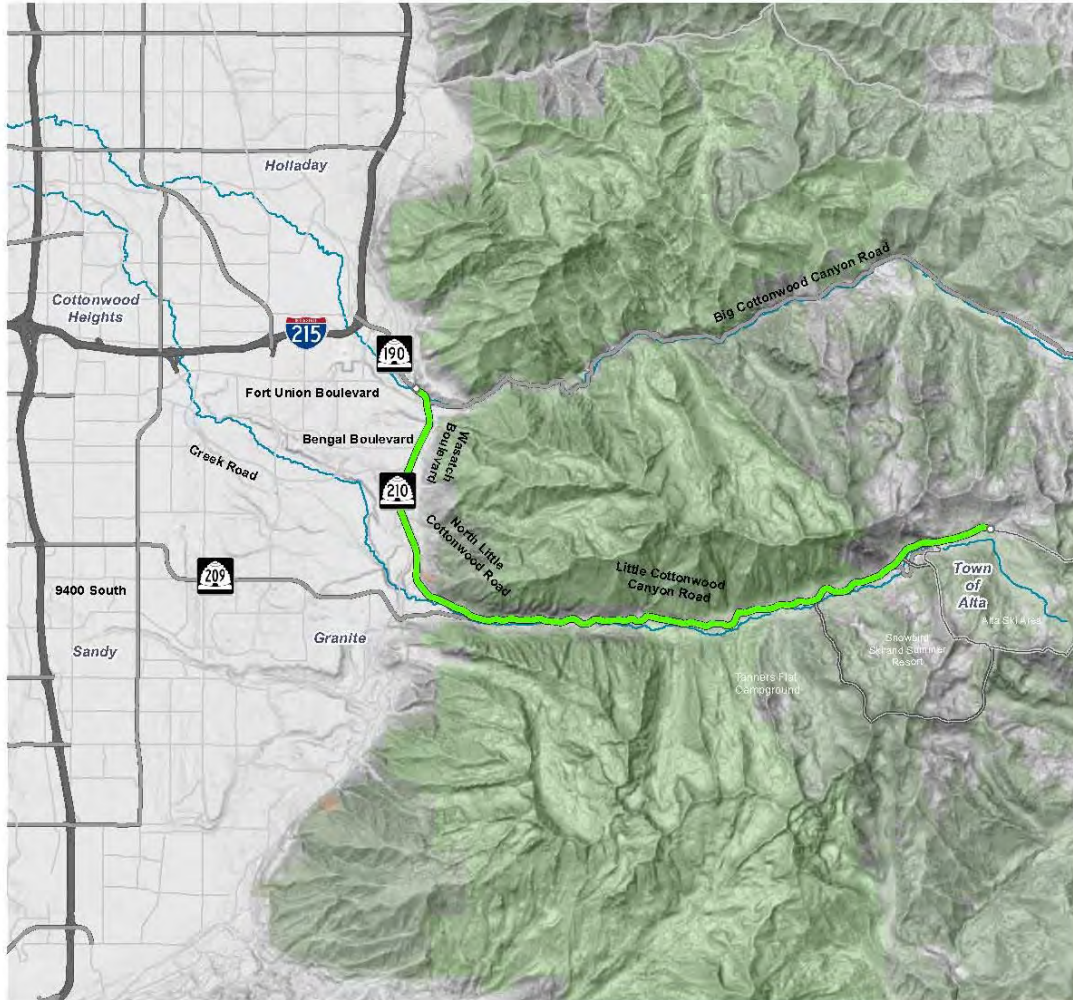 Holladay
Big Cottonwood Canyon Road
Cottonwood
Heights
INTERSTATE
215
190
Fort Union Boulevard
Bengal Boulevard
Wasatch
Boulevard
Creek Road
210
North Little
Cottonwood Road
Little Cottonwood
Canyon Road
209
9400 South
Town
of
Alta
Alta Ski Area
Granite
Sandy
Snowbird
Ski and Summer
Resort
Tanners Flat
Campground